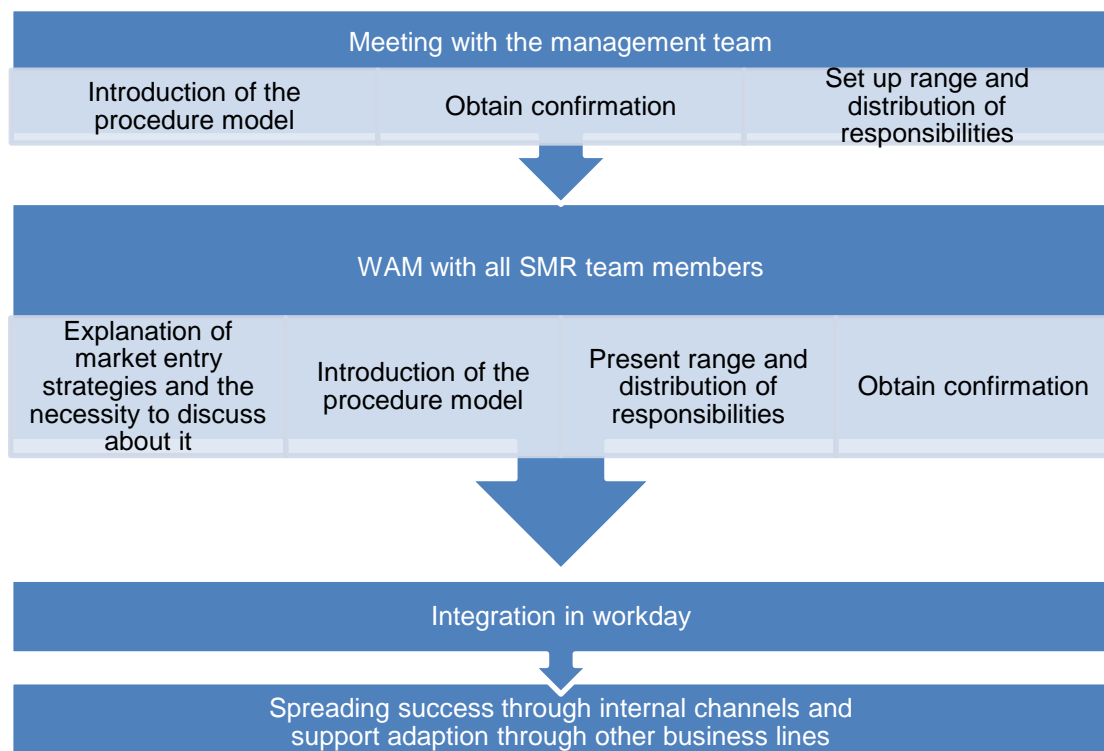 Meeting with the management team
Introduction of the
procedure model
Obtain confirmation
Set up range and
distribution of
responsibilities
WAM with all SMR team members
Explanation of
market entry
strategies and the
necessity to discuss
about it
Introduction of the
procedure model
Present range and
distribution of
responsibilities
Obtain confirmation
Integration in workday
Spreading success through internal channels and
support adaption through other business lines